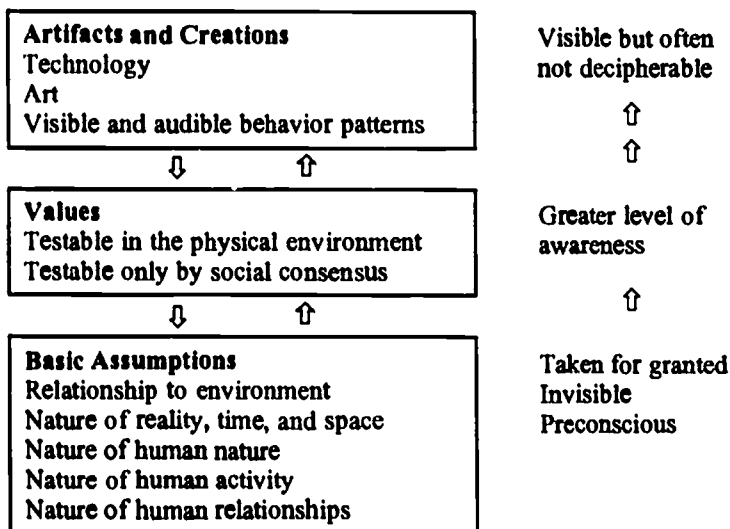 Artifacts and Creations
Technology
Art
Visible and audible behavior patterns
Visible but often
not decipherable
Values
Testable in the physical environment
Testable only by social consensus
Greater level of
awareness
Basic Assumptions
Relationship to environment
Nature of reality, time, and space
Nature of human nature
Nature of human activity
Nature of human relationships
Taken for granted
Invisible
Preconscious